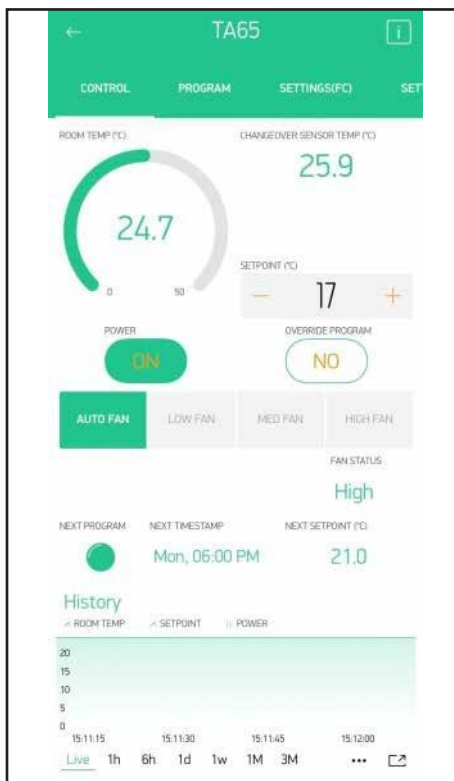 TA65
i
CONTROL PROGRAM SETTINGS(FC) SET
ROOM TEMP (°C) CHANGEOVER SENSOR TEMP (°C)
25.9
24.7
SETPOINT (°C)
0 50
− 17 +
POWER OVERRIDE PROGRAM
ON NO
AUTO FAN LOW FAN MED FAN HIGH FAN
FAN STATUS
High
NEXT PROGRAM NEXT TIMESTAMP NEXT SETPOINT (°C)
Mon, 06:00 PM 21.0
History
ROOM TEMP SETPOINT POWER
20
15
10
5
0
15:11:15 15:11:30 15:11:45 15:12:00
Live 1h 6h 1d 1w 1M 3M •••